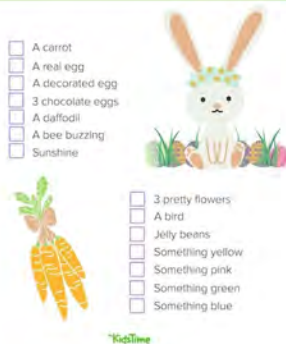 A carrot
A real egg
A decorated egg
3 chocolate eggs
A daffodil
A bee buzzing
Sunshine
3 pretty flowers
A bird
Jelly beans
Something yellow
Something pink
Something green
Something blue
KidsTime